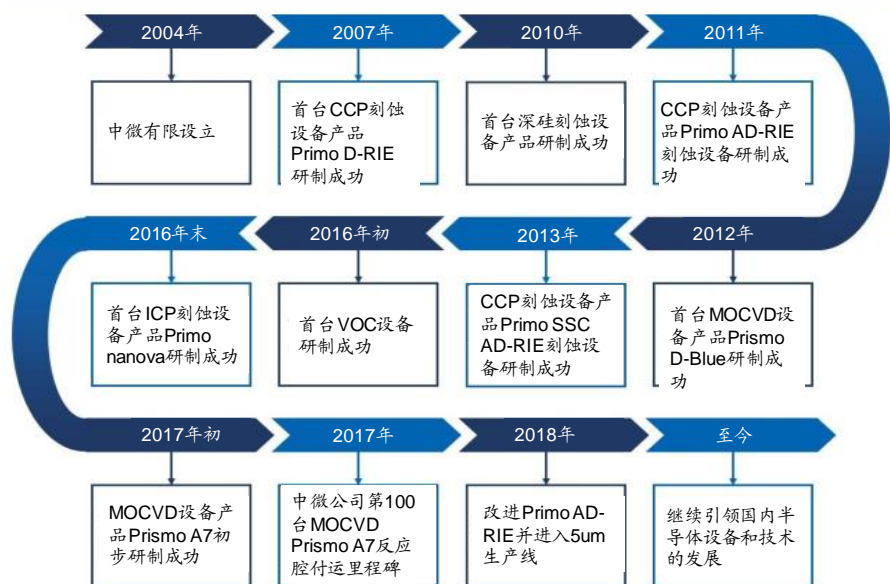 2004年
2007年
2010年
2011年
中微有限设立
首台CCP刻蚀
设备产品
Primo D-RIE
研制成功
首台深硅刻蚀设
备产品研制成功
CCP刻蚀设备产
品Primo AD-RIE
刻蚀设备研制成
功
2016年末
2016年初
2013年
2012年
首台ICP刻蚀设
备产品Primo
nanova研制成功
首台VOC设备
研制成功
CCP刻蚀设备产
品Primo SSC
AD-RIE刻蚀设
备研制成功
首台MOCVD设
备产品Prismo
D-Blue研制成
功
2017年初
2017年
2018年
至今
MOCVD设备产
品Prismo A7初
步研制成功
中微公司第100
台MOCVD
Prismo A7反应
腔付运里程碑
改进Primo AD-
RIE并进入5um
生产线
继续引领国内半
导体设备和技术
的发展